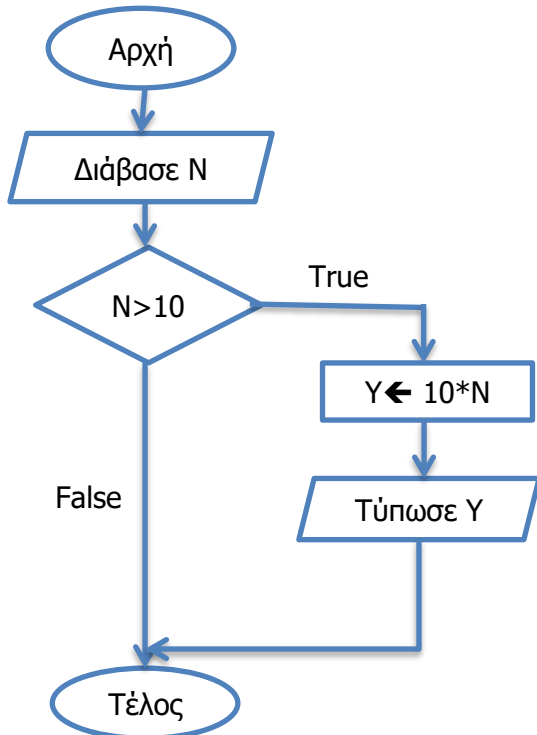 Αρχή
Διάβασε Ν
Ν>10
True
Υ🡸 10*Ν
False
Τύπωσε Υ
Τέλος